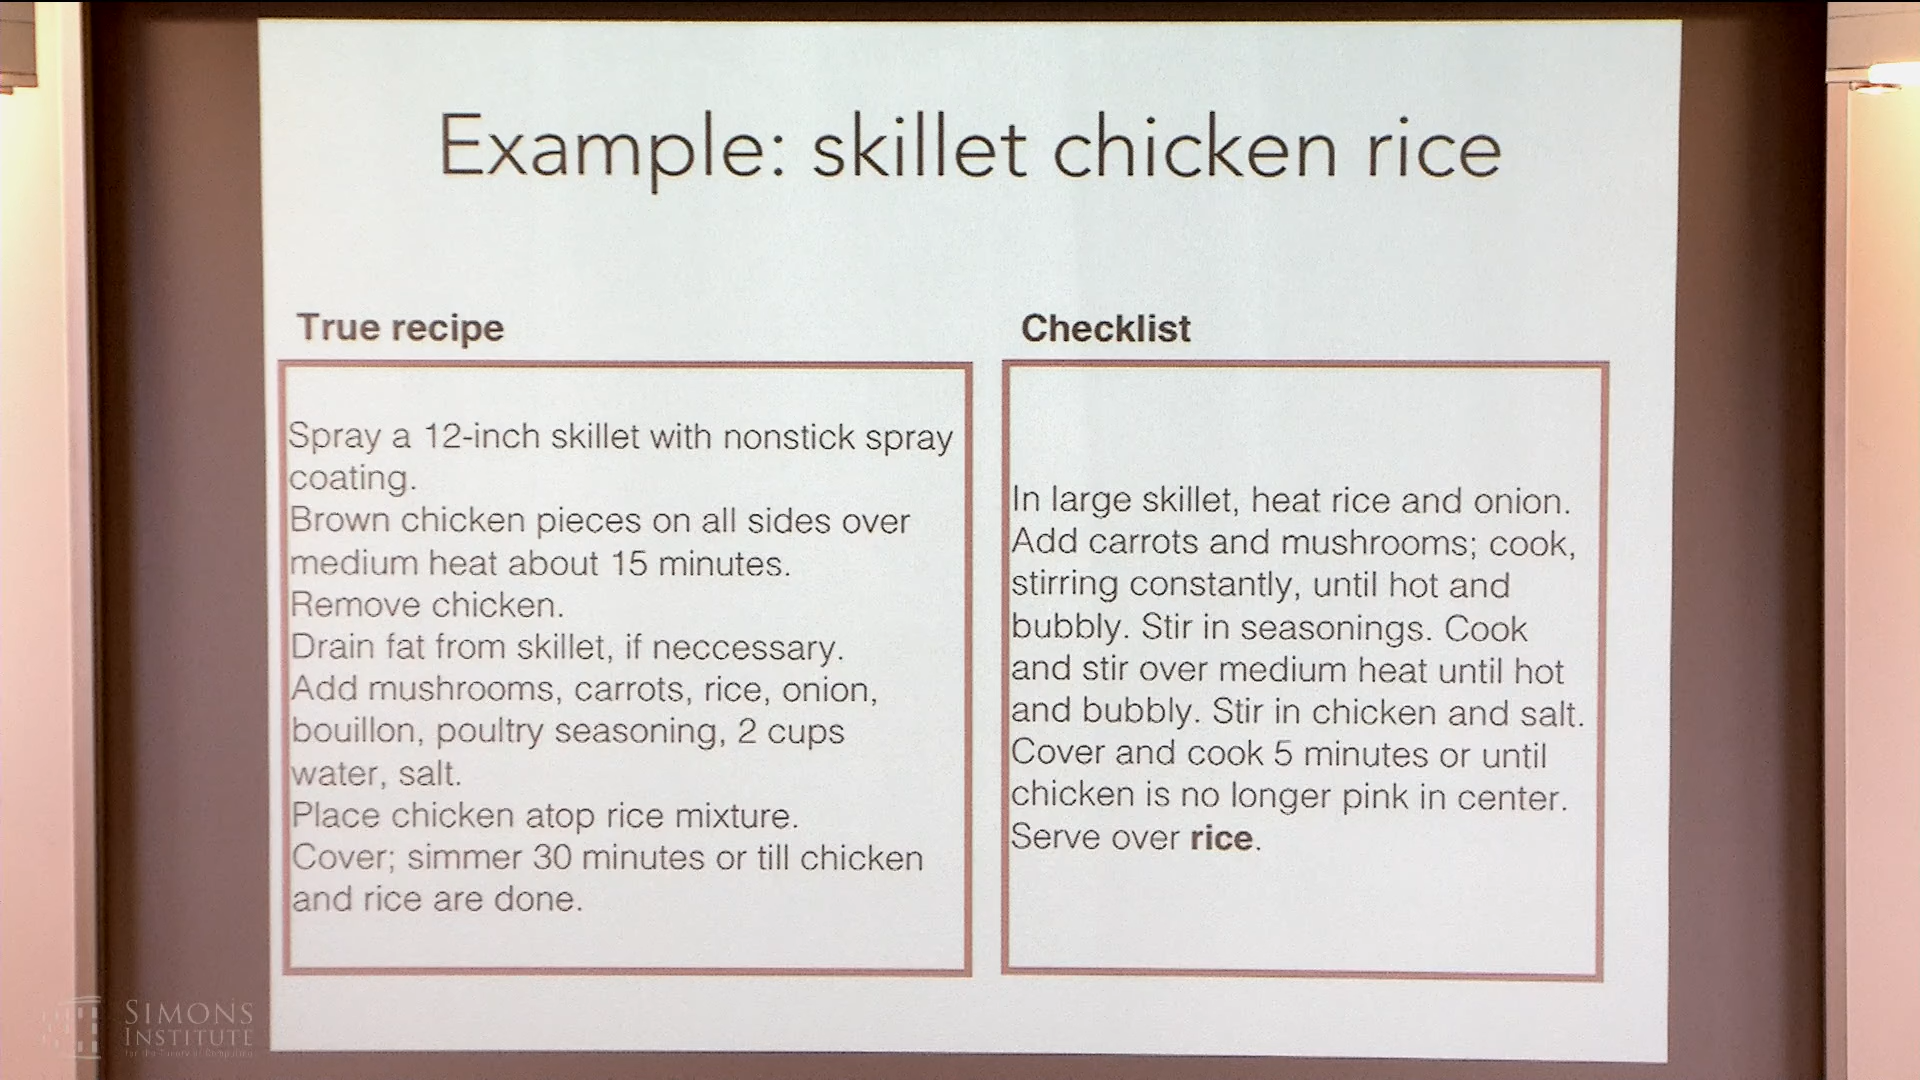 Example: skillet chicken rice
True recipe
Spray a 12-inch skillet with nonstick spray
coating.
Brown chicken pieces on all sides over
medium heat about 15 minutes.
Remove chicken.
Drain fat from skillet, if neccessary.
Add mushrooms, carrots, rice, onion,
bouillon, poultry seasoning, 2 cups
water, salt.
Place chicken atop rice mixture.
Cover; simmer 30 minutes or till chicken
and rice are done.
Checklist
In large skillet, heat rice and onion.
Add carrots and mushrooms; cook,
stirring constantly, until hot and
bubbly. Stir in seasonings. Cook
and stir over medium heat until hot
and bubbly. Stir in chicken and salt.
Cover and cook 5 minutes or until
chicken is no longer pink in center.
Serve over rice.
SIMONS
INSTITUTE
for the Theory of Computing